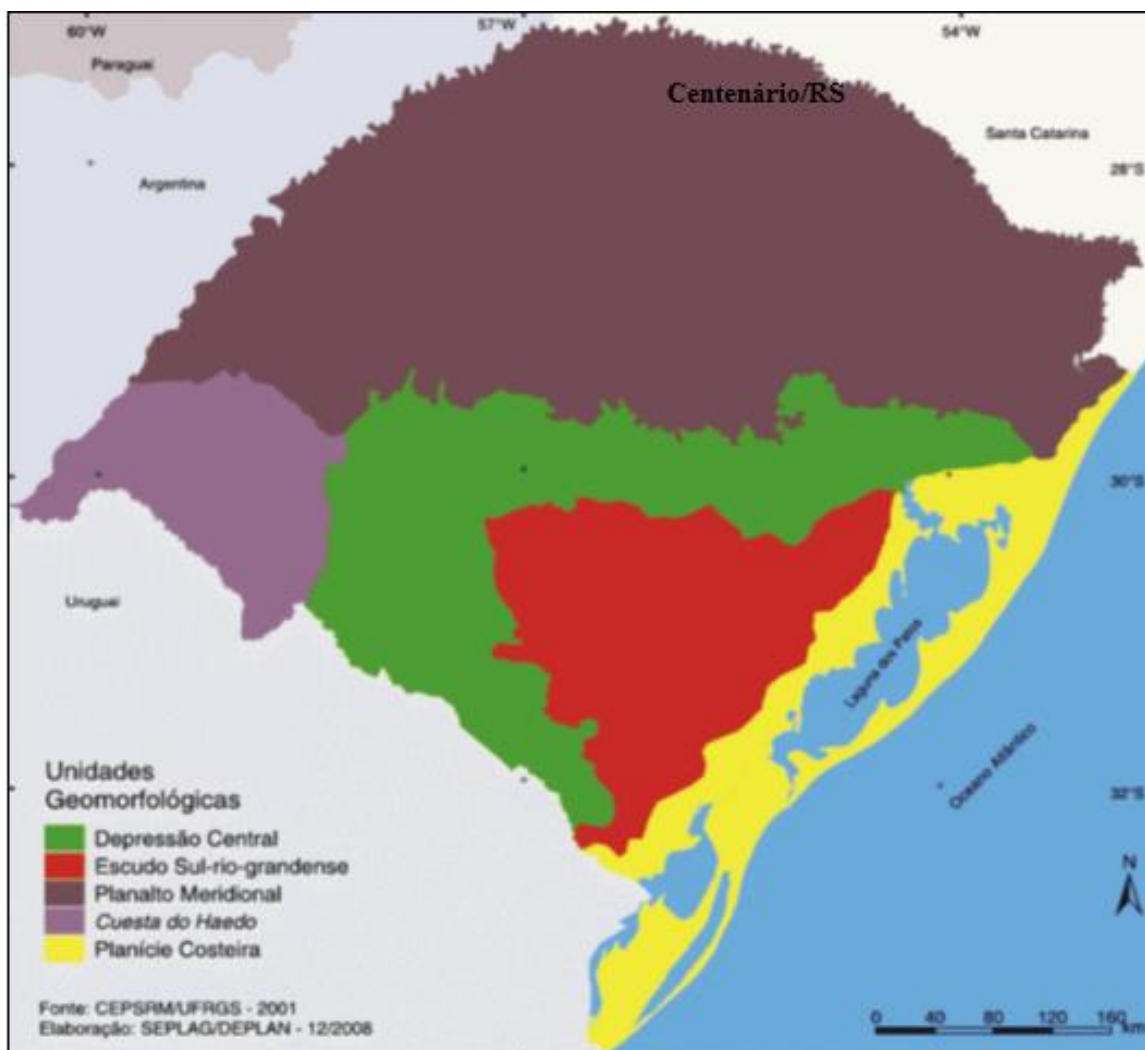 60°W
57°W
54°W
Paraguai
Centenário/RS
Santa Catarina
28°S
Argentina
30°S
Uruguai
Laguna dos Patos
Oceano Atlântico
32°S
Unidades
Geomorfológicas
Depressão Central
Escudo Sul-rio-grandense
Planalto Meridional
Cuesta do Haedo
Planície Costeira
N
Fonte: CEPSRM/UFRGS - 2001
Elaboração: SEPLAG/DEPLAN - 12/2008
0 40 80 120 160
km